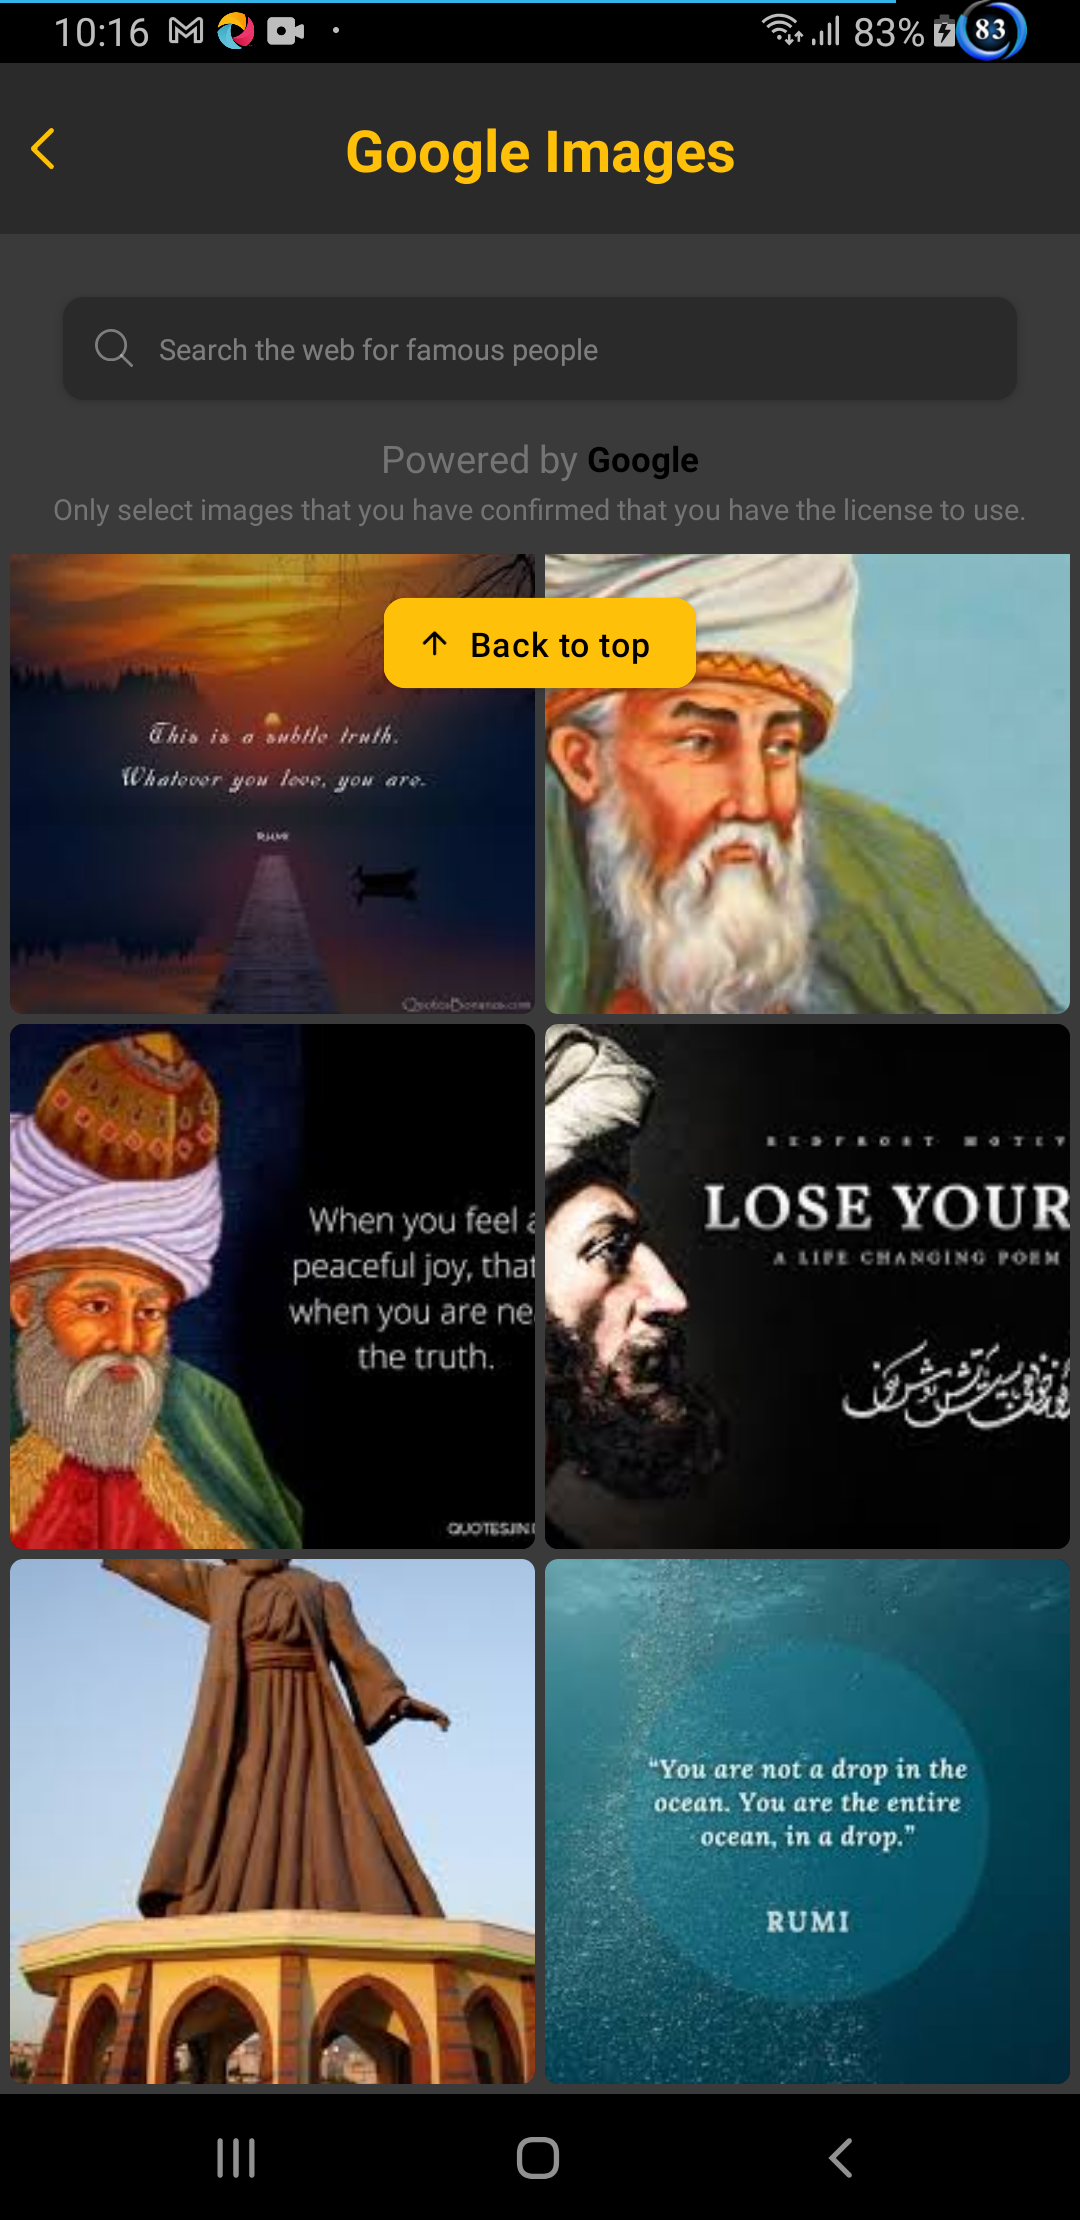 10:16
83%
83
Google Images
Search the web for famous people
Powered by Google
Only select images that you have confirmed that you have the license to use.
Back to top
This is a subtle truth.
Whatever you love, you are.
RUMI
QuotesBonanza.com
When you feel a
peaceful joy, that
when you are ne
the truth.
QUOTES.IN
REDFROST MOTIV
LOSE YOUR
A LIFE CHANGING POEM
“You are not a drop in the
ocean. You are the entire
ocean, in a drop.”
RUMI